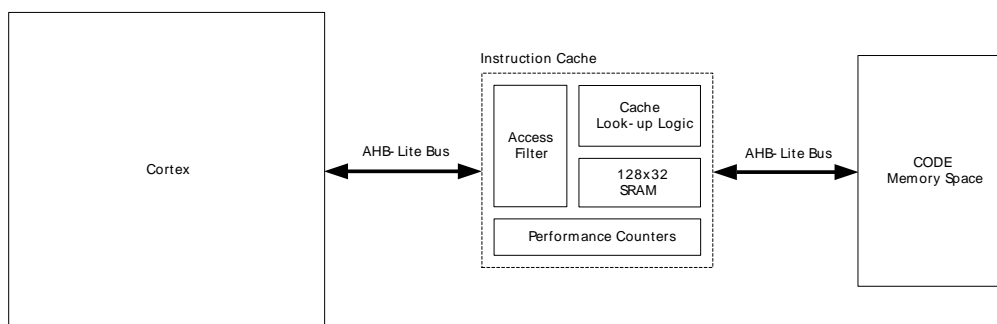 Instruction Cache
Cache
Look-up Logic
Access
Filter
AHB-Lite Bus
AHB-Lite Bus
Cortex
128x32
SRAM
CODE
Memory Space
Performance Counters